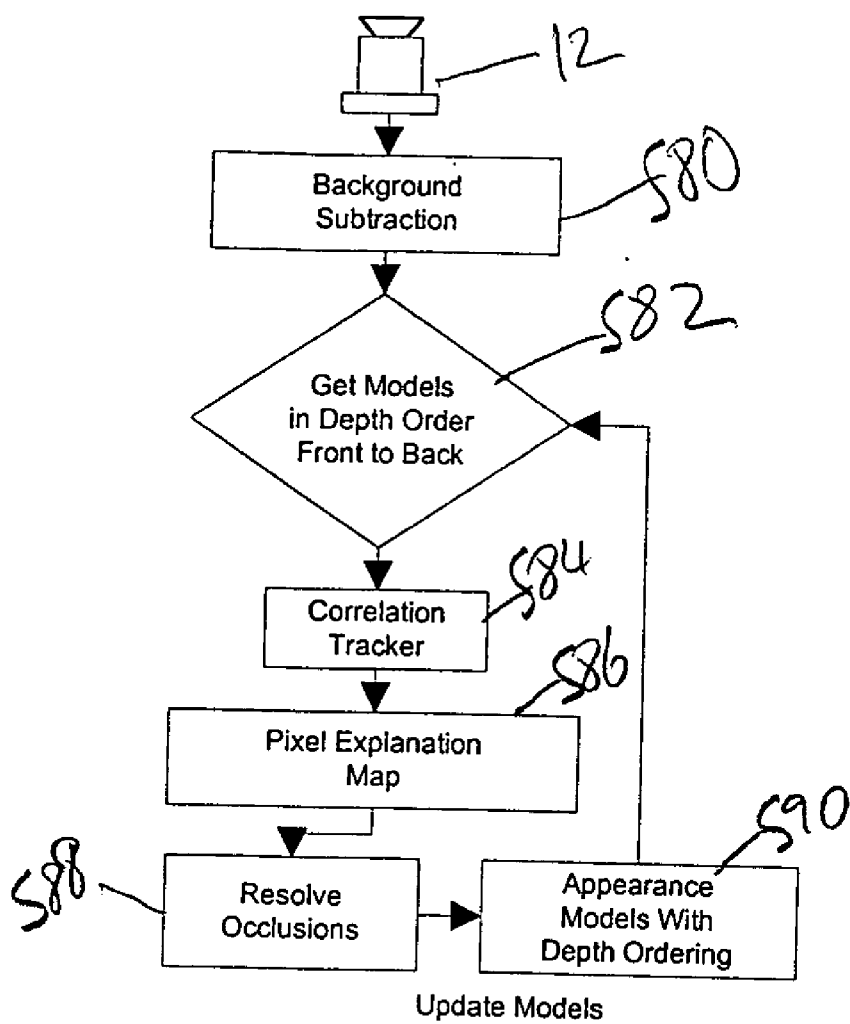 12
Background
Subtraction
580
582
Get Models
in Depth Order
Front to Back
584
Correlation
Tracker
586
Pixel Explanation
Map
588
Resolve
Occlusions
590
Appearance
Models With
Depth Ordering
Update Models